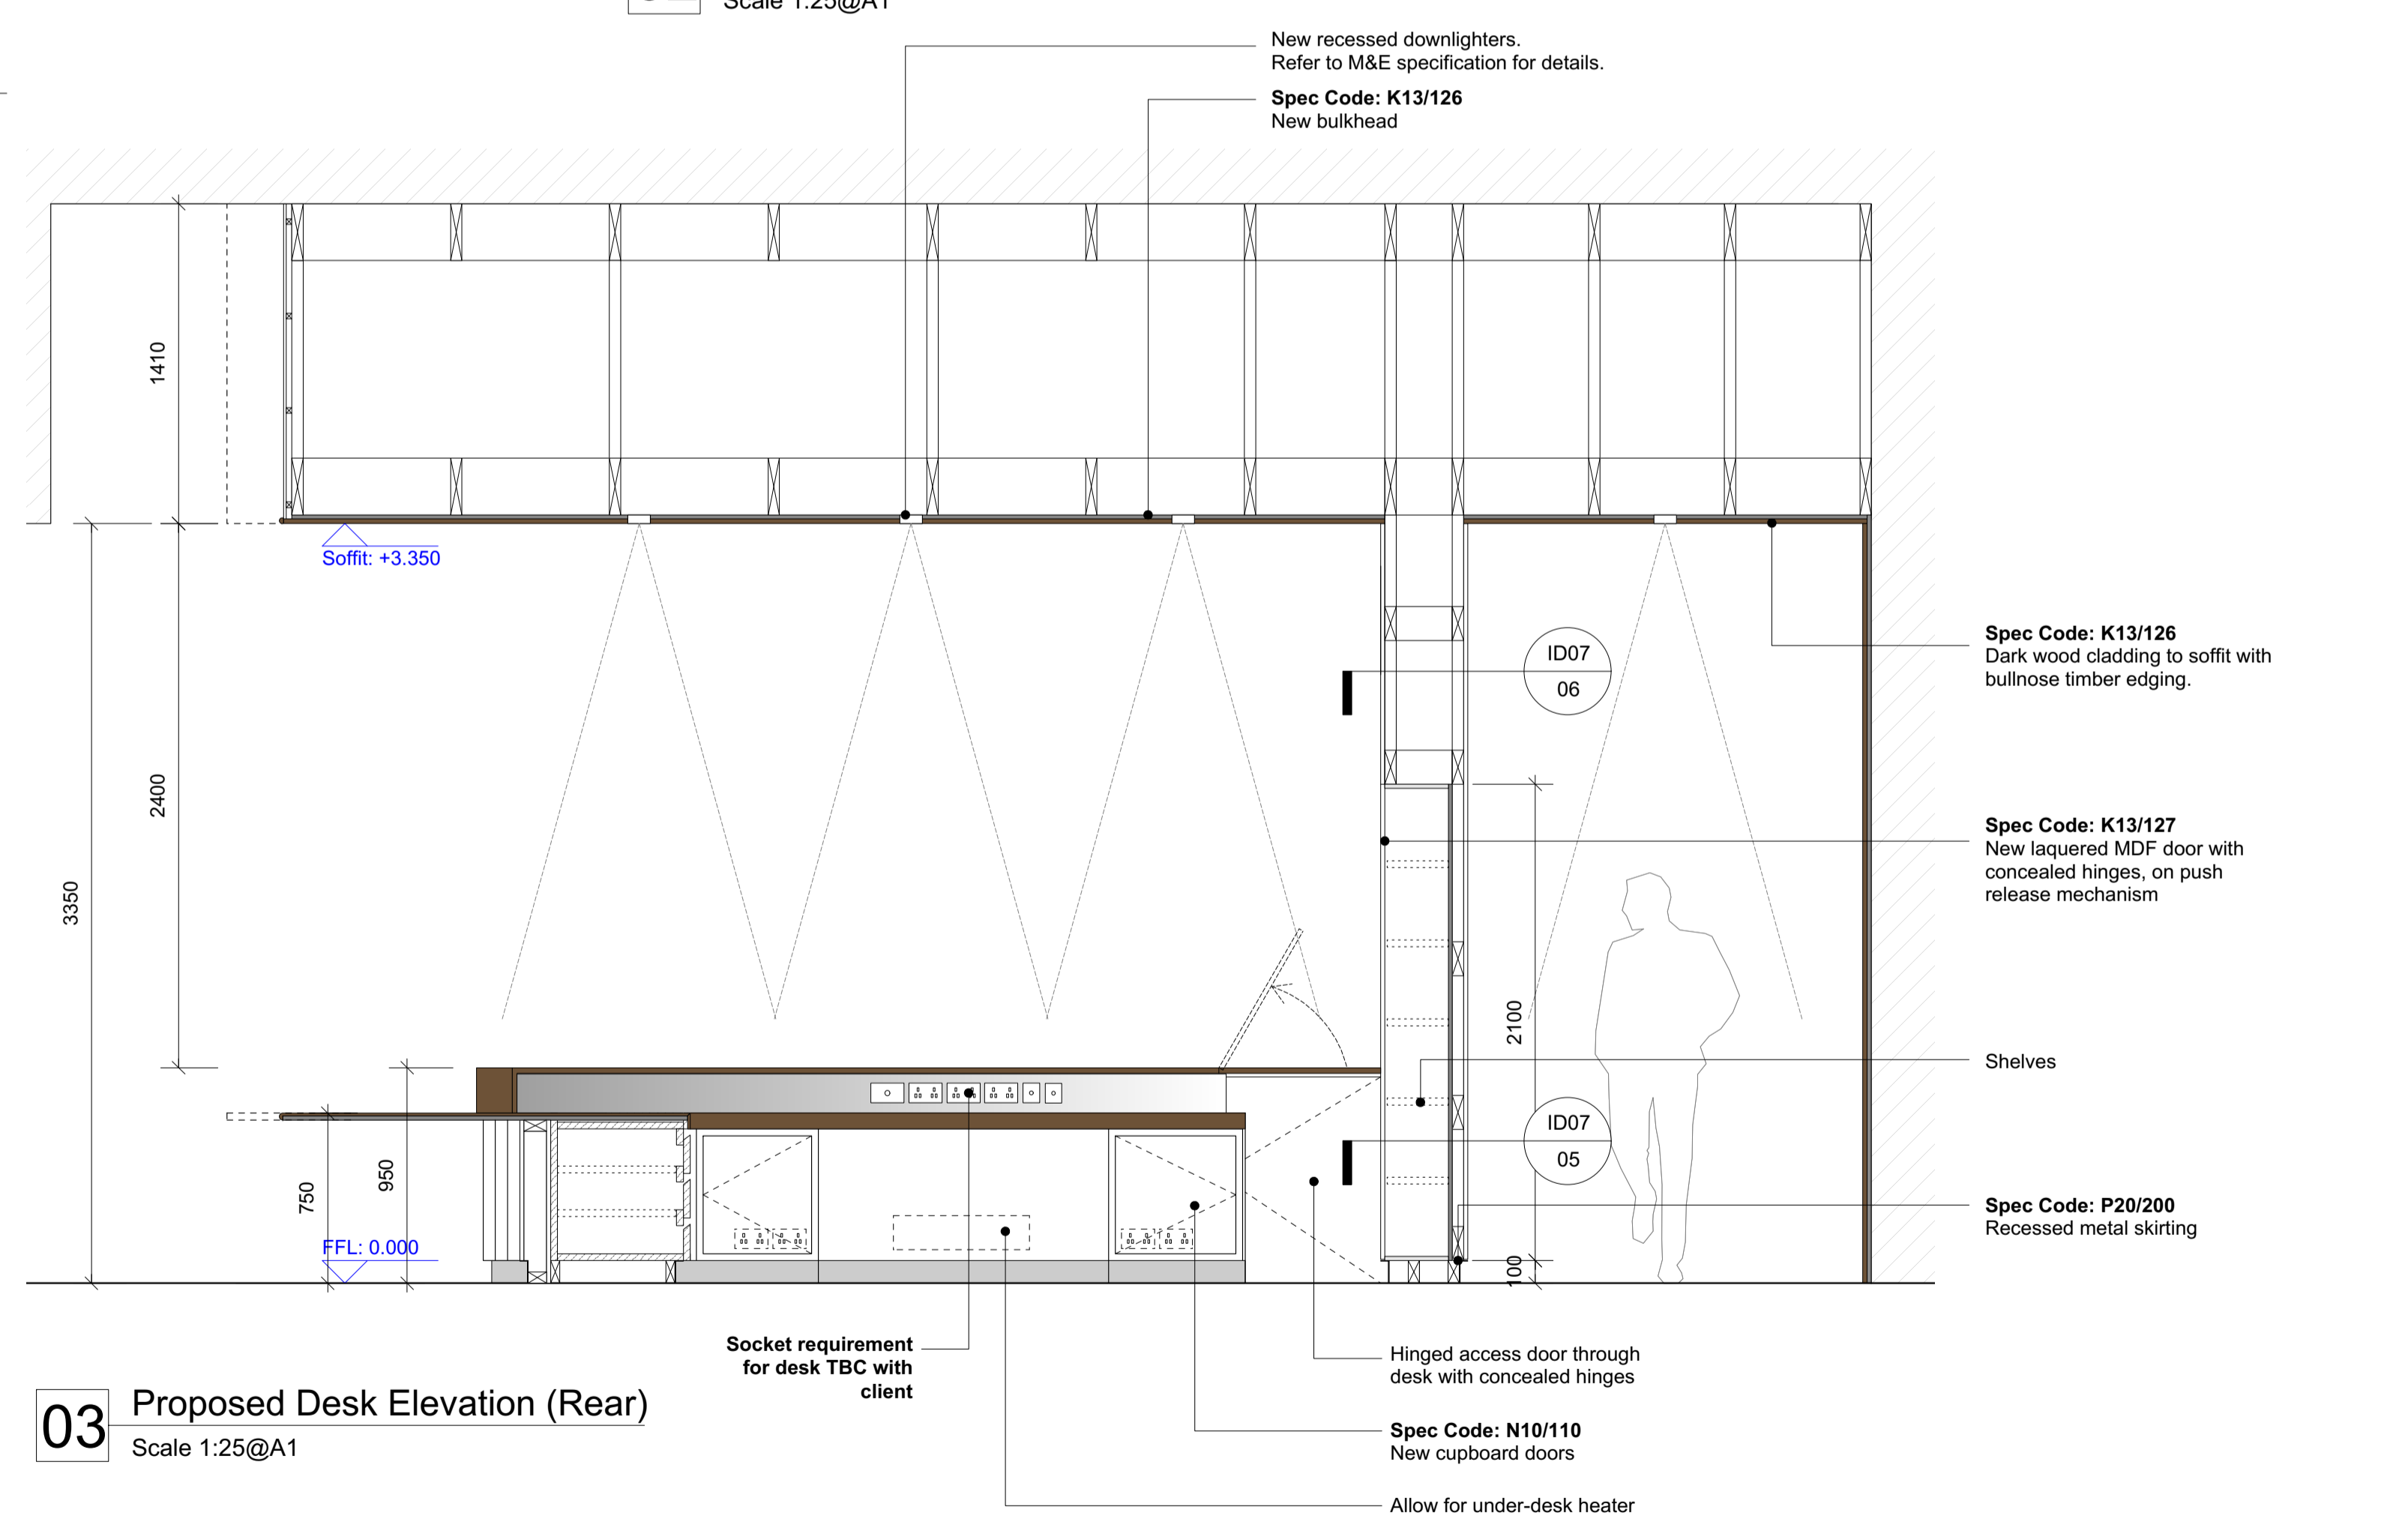 Scale 1:25@A1
New recessed downlighters.
Refer to M&E specification for details.
Spec Code: K13/126
New bulkhead
1410
Soffit: +3.350
2400
3350
ID07
06
Spec Code: K13/126
Dark wood cladding to soffit with
bullnose timber edging.
Spec Code: K13/127
New laquered MDF door with
concealed hinges, on push
release mechanism
2100
Shelves
ID07
05
750
950
FFL: 0.000
100
Spec Code: P20/200
Recessed metal skirting
Socket requirement
for desk TBC with
client
Hinged access door through
desk with concealed hinges
Spec Code: N10/110
New cupboard doors
Allow for under-desk heater
03
Proposed Desk Elevation (Rear)
Scale 1:25@A1